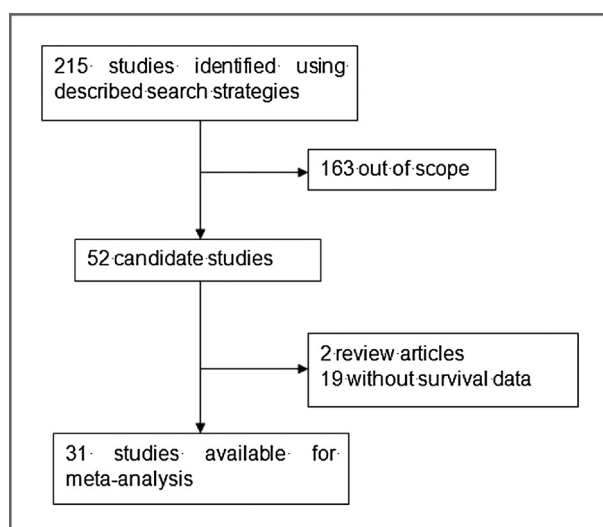 215 studies identified using
described search strategies
163 out of scope
52 candidate studies
2 review articles
19 without survival data
31 studies available for
meta-analysis